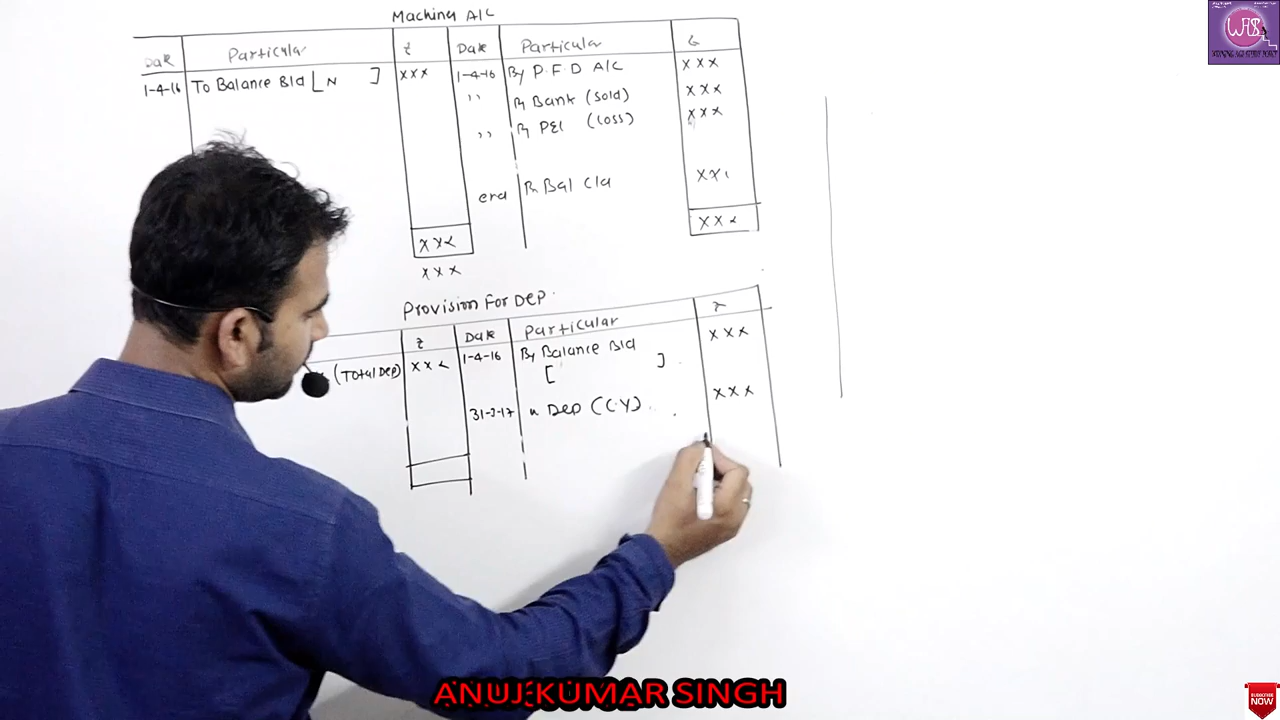 Machine A/C
Date Particular ₹ Date Particular ₹
1-4-16 To Balance B/d [ N ] xxx 1-4-16 By P.F.D A/C xxx
,, By Bank (Sold) xxx
,, By P&L (Loss) xxx
end By Bal C/d xxx
xxx xxx
xxx
Provision For Dep.
₹ Date Particular ₹
(Total Dep) xxx 1-4-16 By Balance B/d xxx
[ ]
31-3-17 " Dep (C.Y) xxx
ANUJ KUMAR SINGH
SUBSCRIBE
NOW